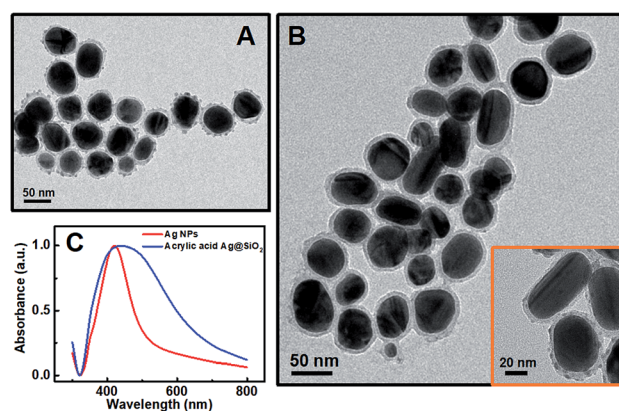 A
50 nm
B
50 nm
20 nm
C
Ag NPs
Acrylic acid Ag@SiO₂
Absorbance (a.u.)
1.0
0.5
0.0
400
600
800
Wavelength (nm)